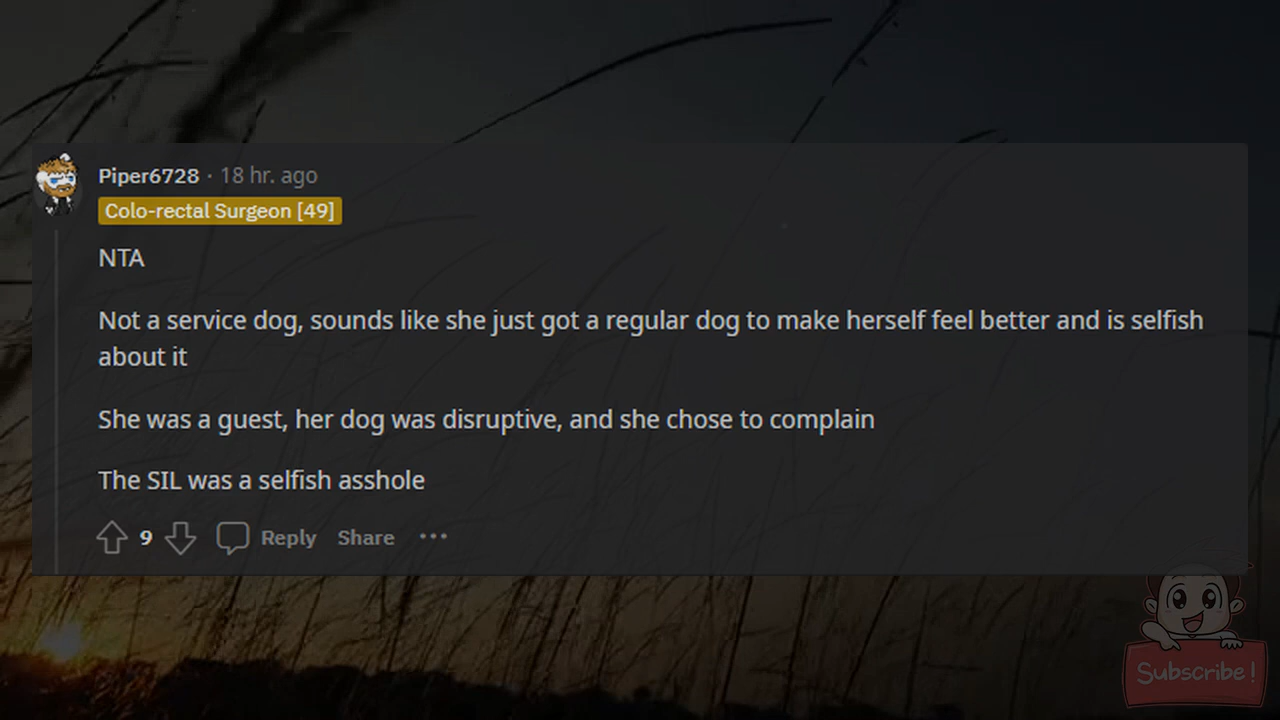 Piper6728 · 18 hr. ago
Colo-rectal Surgeon [49]
NTA
Not a service dog, sounds like she just got a regular dog to make herself feel better and is selfish
about it
She was a guest, her dog was disruptive, and she chose to complain
The SIL was a selfish asshole
9 Reply Share ···
Subscribe!